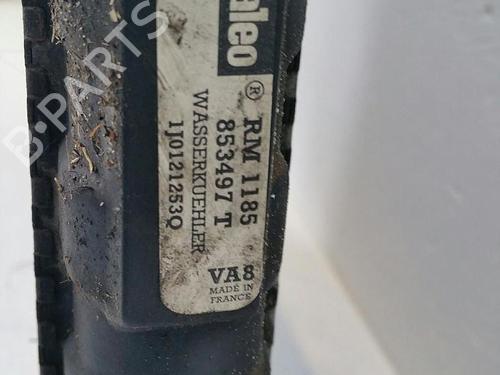 aleo®
RM 1185
853497 T
WASSERKUEHLER
1J0121253Q
VA8
MADE IN
FRANCE
B-PARTS